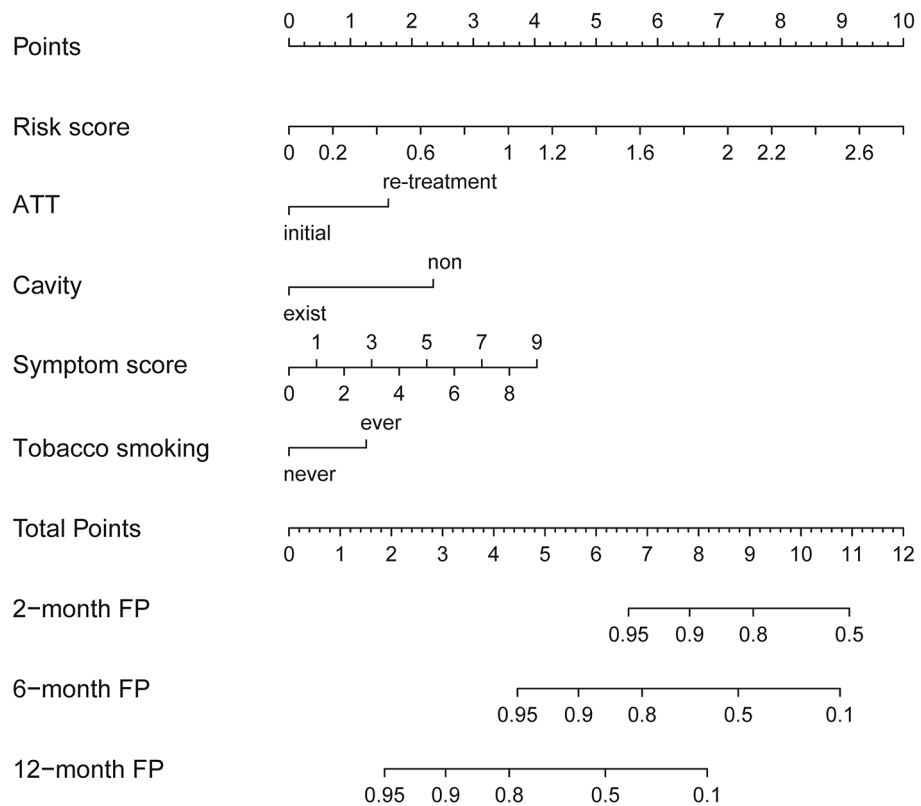 0 1 2 3 4 5 6 7 8 9 10
Points
Risk score
0 0.2 0.6 1 1.2 1.6 2 2.2 2.6
re-treatment
ATT
initial
non
Cavity
exist
1 3 5 7 9
Symptom score
0 2 4 6 8
ever
Tobacco smoking
never
Total Points
0 1 2 3 4 5 6 7 8 9 10 11 12
2−month FP
0.95 0.9 0.8 0.5
6−month FP
0.95 0.9 0.8 0.5 0.1
12−month FP
0.95 0.9 0.8 0.5 0.1